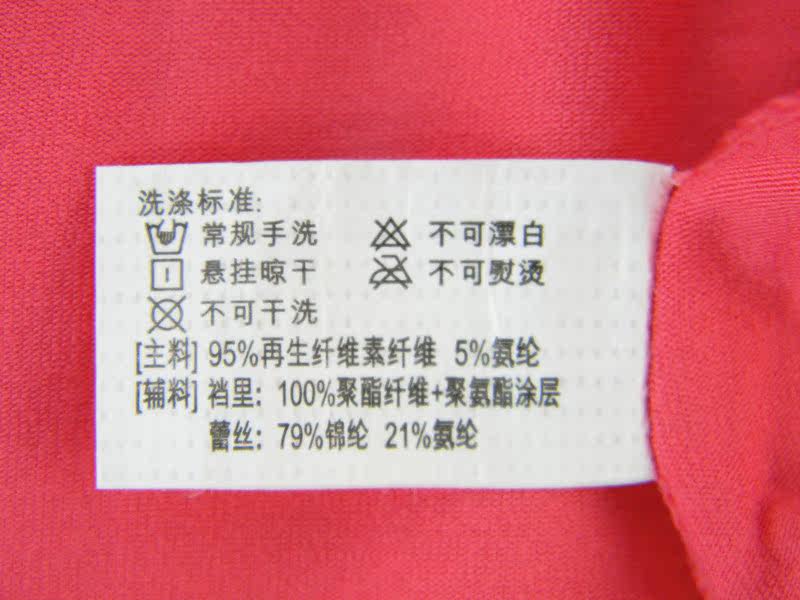 洗涤标准:
常规手洗 不可漂白
悬挂晾干 不可熨烫
不可干洗
[主料] 95%再生纤维素纤维 5%氨纶
[辅料] 裆里: 100%聚酯纤维+聚氨酯涂层
蕾丝: 79%锦纶 21%氨纶